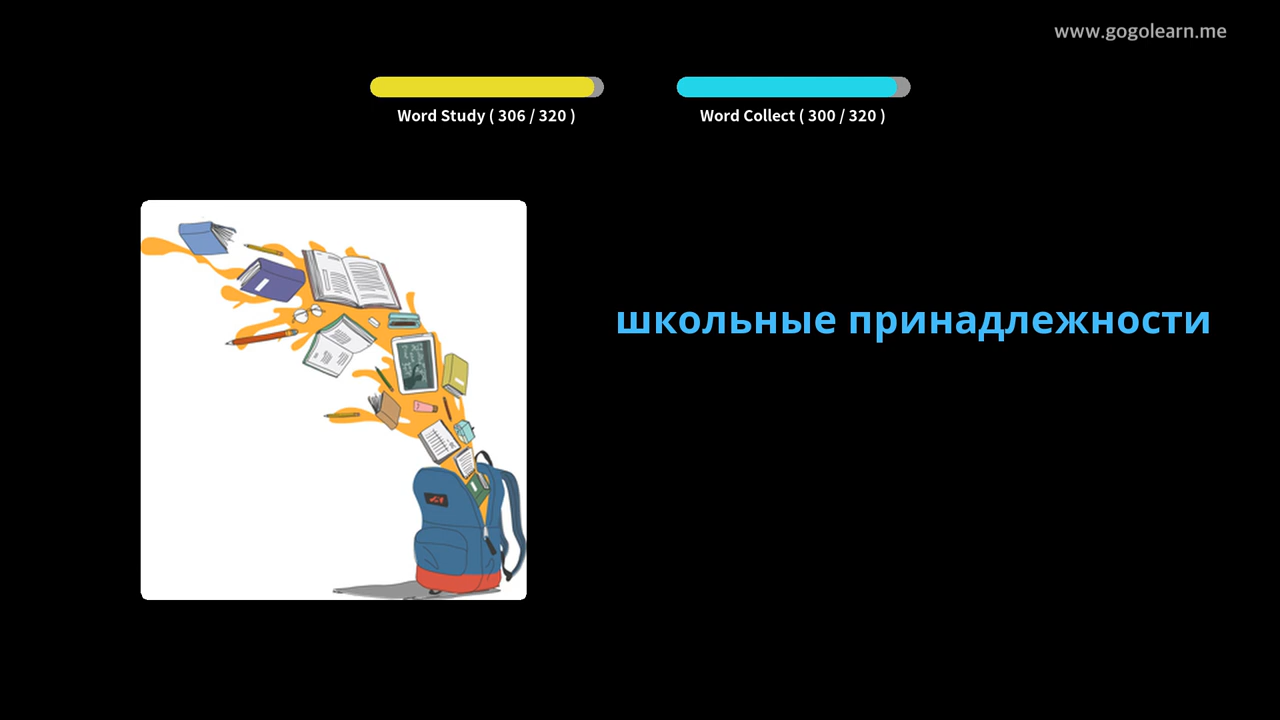 www.gogolearn.me
Word Study ( 306 / 320 )
Word Collect ( 300 / 320 )
школьные принадлежности